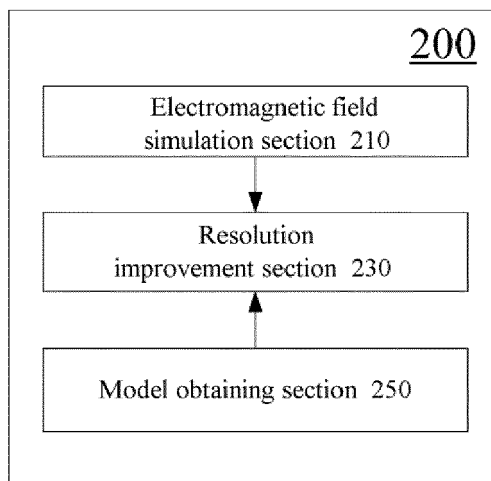 200
Electromagnetic field
simulation section 210
Resolution
improvement section 230
Model obtaining section 250